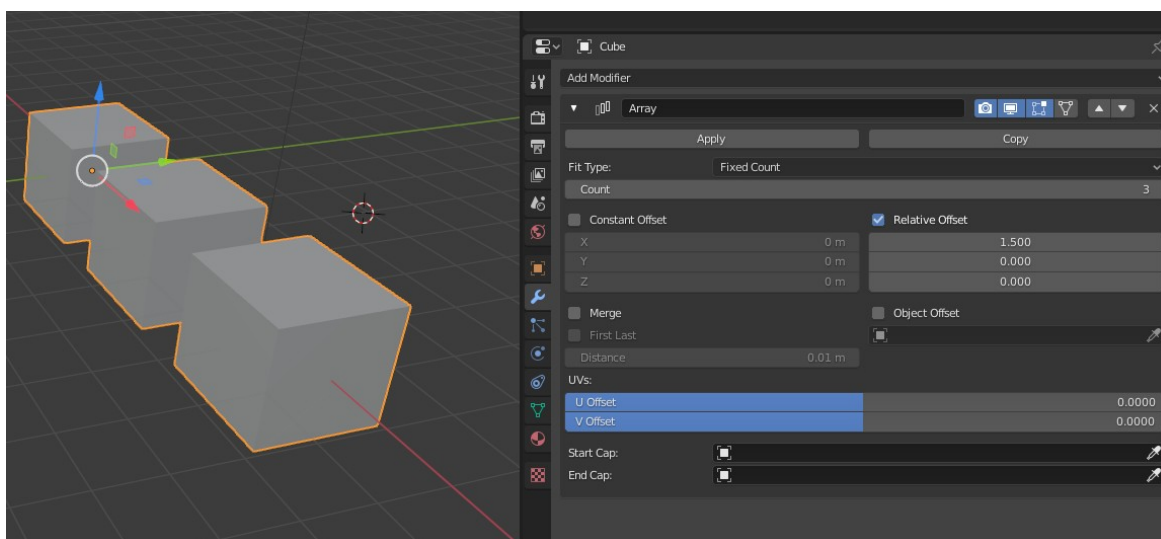 Cube
Add Modifier
Array
Apply Copy
Fit Type: Fixed Count
Count 3
Constant Offset Relative Offset
X 0 m 1.500
Y 0 m 0.000
Z 0 m 0.000
Merge Object Offset
First Last
Distance 0.01 m
UVs:
U Offset 0.0000
V Offset 0.0000
Start Cap:
End Cap: